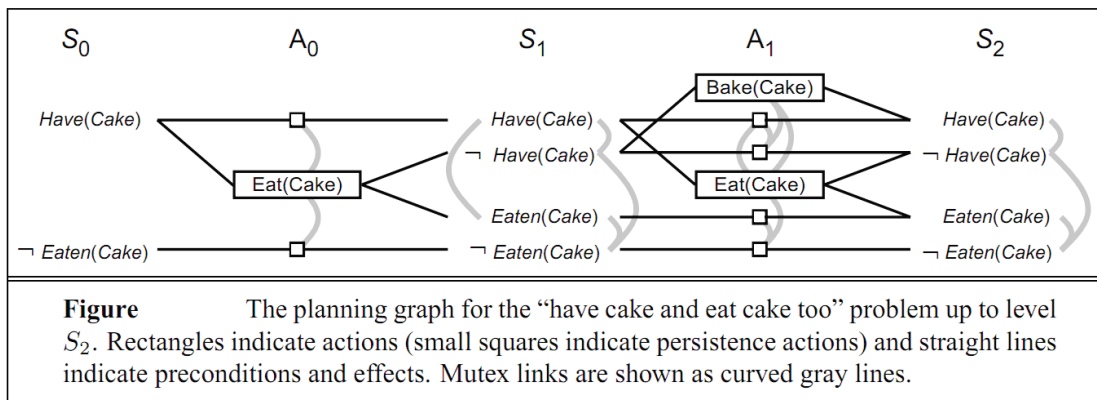 S0 A0 S1 A1 S2
Bake(Cake)
Have(Cake) Have(Cake) Have(Cake)
¬ Have(Cake) ¬ Have(Cake)
Eat(Cake) Eat(Cake)
Eaten(Cake) Eaten(Cake)
¬ Eaten(Cake) ¬ Eaten(Cake) ¬ Eaten(Cake)
Figure The planning graph for the “have cake and eat cake too” problem up to level
S2. Rectangles indicate actions (small squares indicate persistence actions) and straight lines
indicate preconditions and effects. Mutex links are shown as curved gray lines.